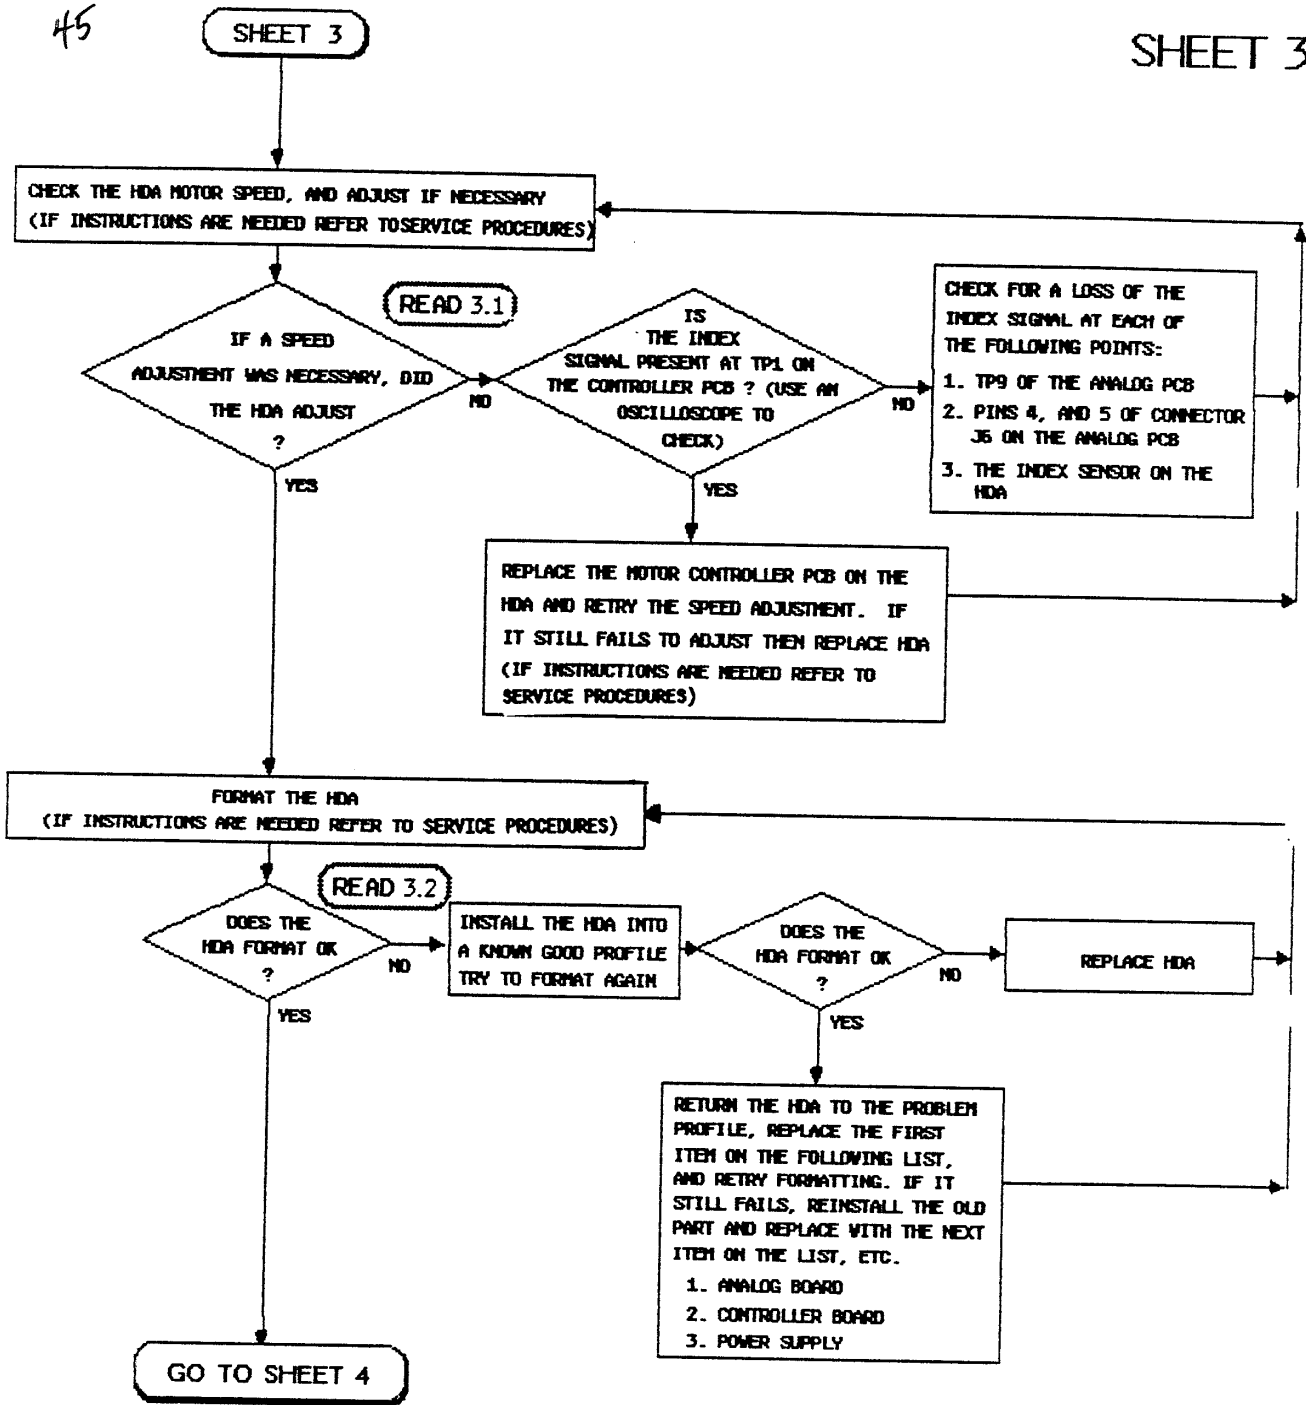 45
SHEET 3
SHEET 3
CHECK THE HDA MOTOR SPEED, AND ADJUST IF NECESSARY
(IF INSTRUCTIONS ARE NEEDED REFER TOSERVICE PROCEDURES)
READ 3.1
IF A SPEED
ADJUSTMENT WAS NECESSARY, DID
THE HDA ADJUST
?
NO
YES
IS
THE INDEX
SIGNAL PRESENT AT TP1 ON
THE CONTROLLER PCB ? (USE AN
OSCILLOSCOPE TO
CHECK)
NO
YES
CHECK FOR A LOSS OF THE
INDEX SIGNAL AT EACH OF
THE FOLLOWING POINTS:
1. TP9 OF THE ANALOG PCB
2. PINS 4, AND 5 OF CONNECTOR
J6 ON THE ANALOG PCB
3. THE INDEX SENSOR ON THE
HDA
REPLACE THE MOTOR CONTROLLER PCB ON THE
HDA AND RETRY THE SPEED ADJUSTMENT. IF
IT STILL FAILS TO ADJUST THEN REPLACE HDA
(IF INSTRUCTIONS ARE NEEDED REFER TO
SERVICE PROCEDURES)
FORMAT THE HDA
(IF INSTRUCTIONS ARE NEEDED REFER TO SERVICE PROCEDURES)
READ 3.2
DOES THE
HDA FORMAT OK
?
NO
YES
INSTALL THE HDA INTO
A KNOWN GOOD PROFILE
TRY TO FORMAT AGAIN
DOES THE
HDA FORMAT OK
?
NO
YES
REPLACE HDA
RETURN THE HDA TO THE PROBLEM
PROFILE, REPLACE THE FIRST
ITEM ON THE FOLLOWING LIST,
AND RETRY FORMATTING. IF IT
STILL FAILS, REINSTALL THE OLD
PART AND REPLACE WITH THE NEXT
ITEM ON THE LIST, ETC.
1. ANALOG BOARD
2. CONTROLLER BOARD
3. POWER SUPPLY
GO TO SHEET 4